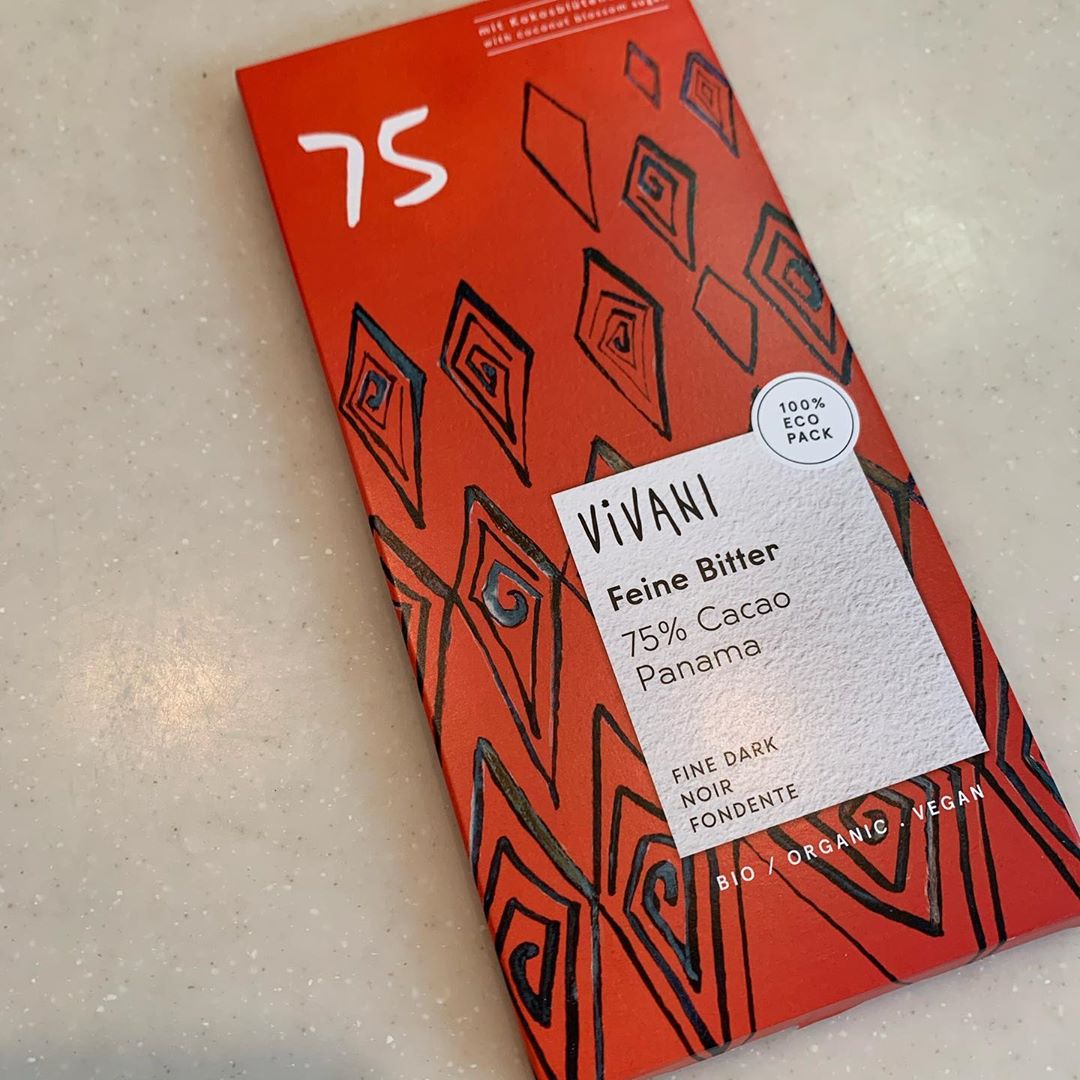 mit Kokosblüten
with coconut blossom sugar
75
100%
ECO
PACK
ViVANI
Feine Bitter
75% Cacao
Panama
FINE DARK
NOIR
FONDENTE
BIO / ORGANIC · VEGAN